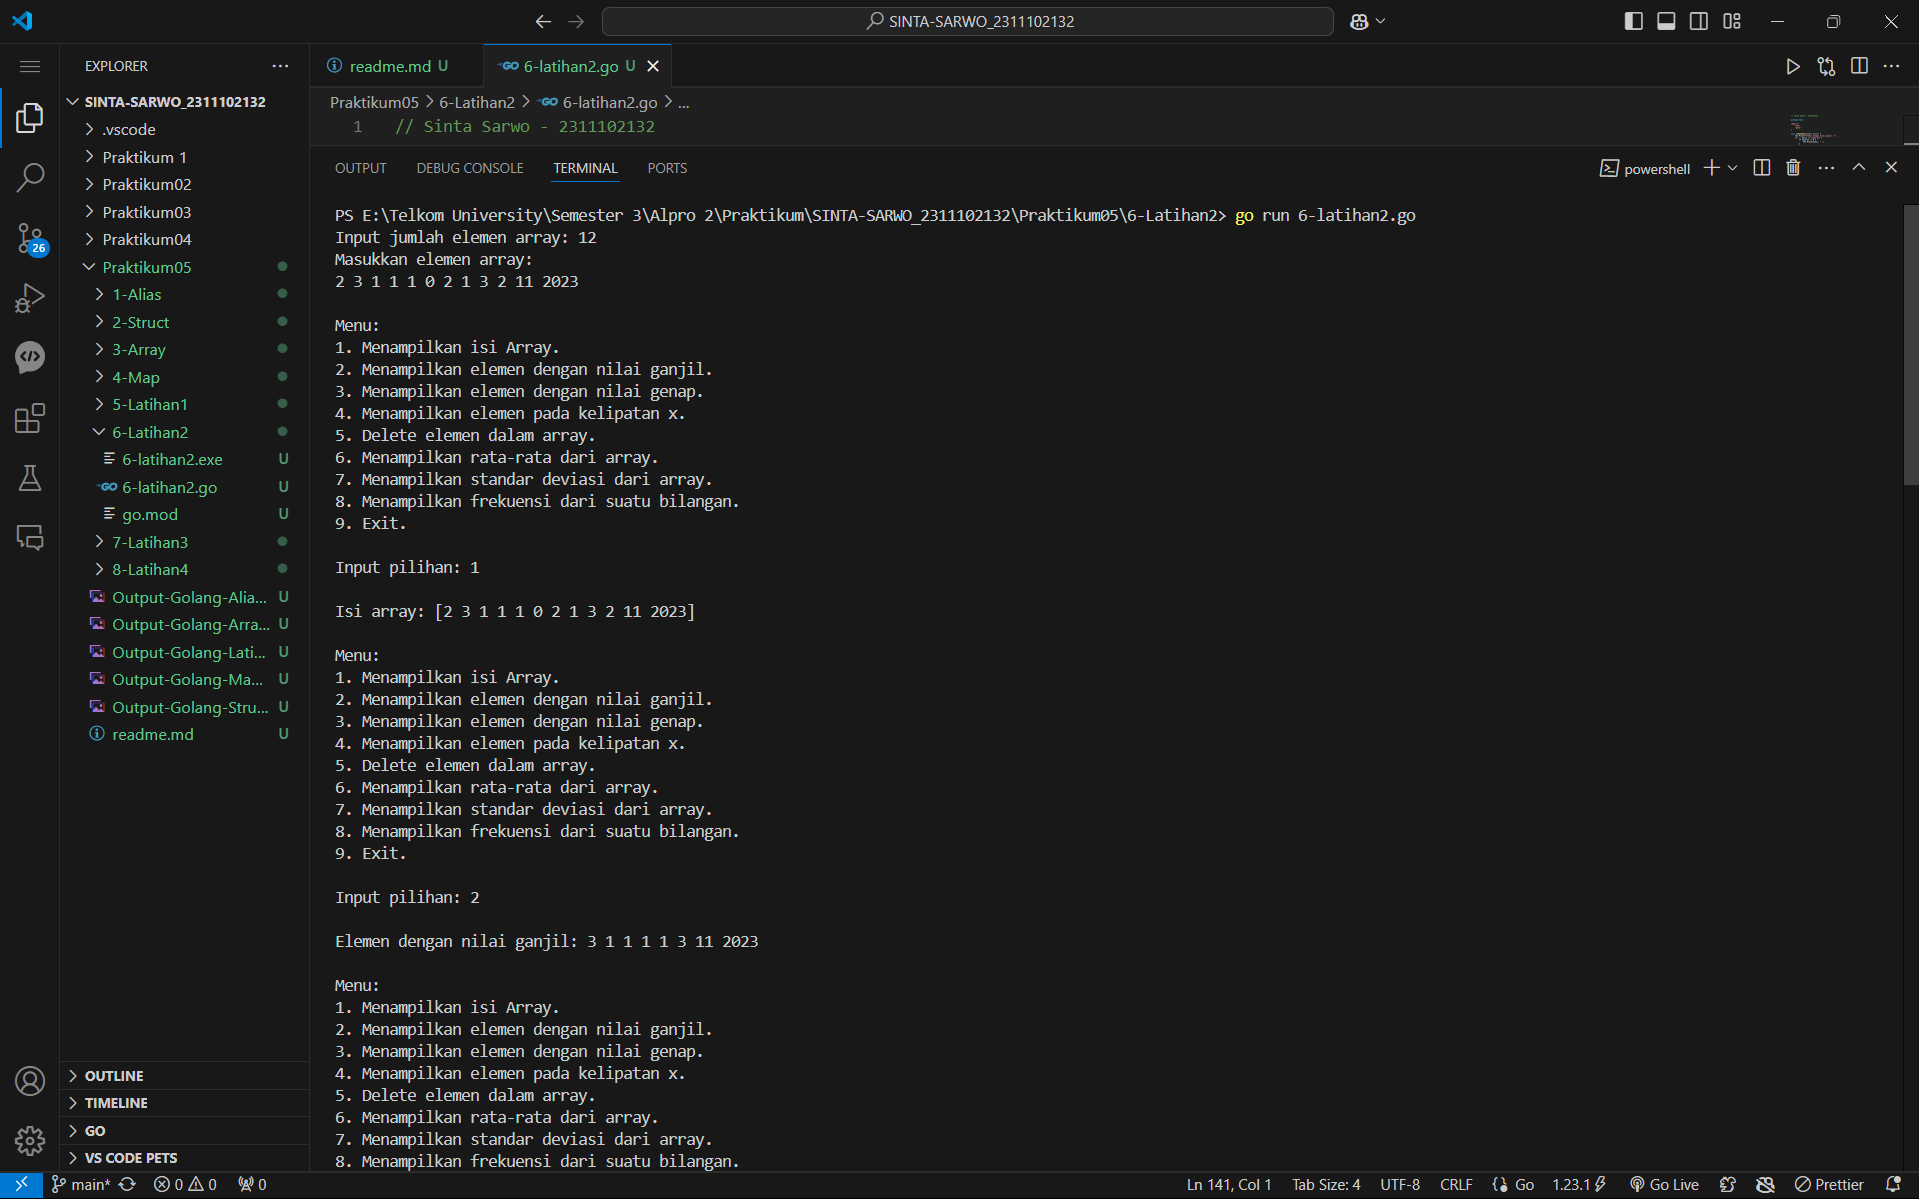 SINTA-SARWO_2311102132
EXPLORER
SINTA-SARWO_2311102132
.vscode
Praktikum 1
Praktikum02
Praktikum03
Praktikum04
Praktikum05
1-Alias
2-Struct
3-Array
4-Map
5-Latihan1
6-Latihan2
6-latihan2.exe U
GO 6-latihan2.go U
go.mod U
7-Latihan3
8-Latihan4
Output-Golang-Alia... U
Output-Golang-Arra... U
Output-Golang-Lati... U
Output-Golang-Ma... U
Output-Golang-Stru... U
readme.md U
26
OUTLINE
TIMELINE
GO
VS CODE PETS
readme.md U
GO 6-latihan2.go U
Praktikum05 > 6-Latihan2 > GO 6-latihan2.go > ...
1 // Sinta Sarwo - 2311102132
OUTPUT DEBUG CONSOLE TERMINAL PORTS
powershell
PS E:\Telkom University\Semester 3\Alpro 2\Praktikum\SINTA-SARWO_2311102132\Praktikum05\6-Latihan2> go run 6-latihan2.go
Input jumlah elemen array: 12
Masukkan elemen array:
2 3 1 1 1 0 2 1 3 2 11 2023
Menu:
1. Menampilkan isi Array.
2. Menampilkan elemen dengan nilai ganjil.
3. Menampilkan elemen dengan nilai genap.
4. Menampilkan elemen pada kelipatan x.
5. Delete elemen dalam array.
6. Menampilkan rata-rata dari array.
7. Menampilkan standar deviasi dari array.
8. Menampilkan frekuensi dari suatu bilangan.
9. Exit.
Input pilihan: 1
Isi array: [2 3 1 1 1 0 2 1 3 2 11 2023]
Menu:
1. Menampilkan isi Array.
2. Menampilkan elemen dengan nilai ganjil.
3. Menampilkan elemen dengan nilai genap.
4. Menampilkan elemen pada kelipatan x.
5. Delete elemen dalam array.
6. Menampilkan rata-rata dari array.
7. Menampilkan standar deviasi dari array.
8. Menampilkan frekuensi dari suatu bilangan.
9. Exit.
Input pilihan: 2
Elemen dengan nilai ganjil: 3 1 1 1 1 3 11 2023
Menu:
1. Menampilkan isi Array.
2. Menampilkan elemen dengan nilai ganjil.
3. Menampilkan elemen dengan nilai genap.
4. Menampilkan elemen pada kelipatan x.
5. Delete elemen dalam array.
6. Menampilkan rata-rata dari array.
7. Menampilkan standar deviasi dari array.
8. Menampilkan frekuensi dari suatu bilangan.
main* 0 0 0 Ln 141, Col 1 Tab Size: 4 UTF-8 CRLF Go 1.23.1 Go Live Prettier